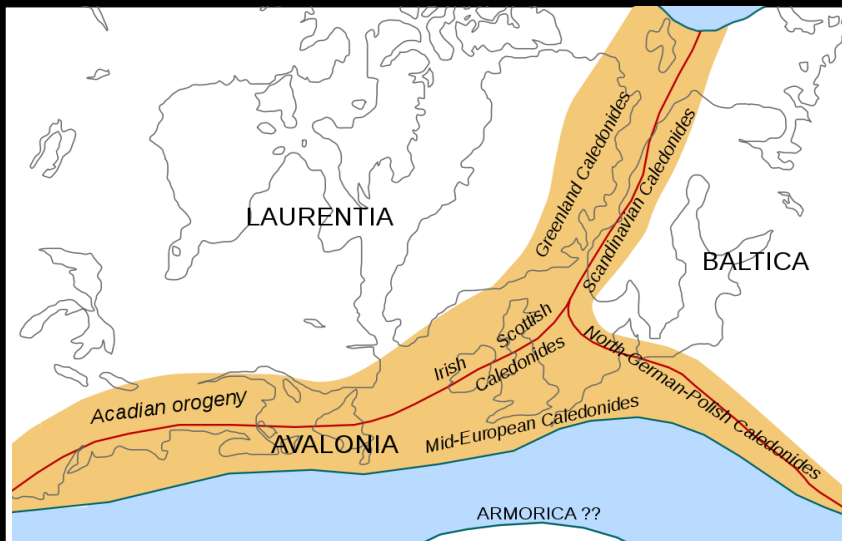 Greenland Caledonides
Scandinavian Caledonides
LAURENTIA
BALTICA
Scottish
Irish
Caledonides
North-German-Polish Caledonides
Acadian orogeny
AVALONIA
Mid-European Caledonides
ARMORICA ??